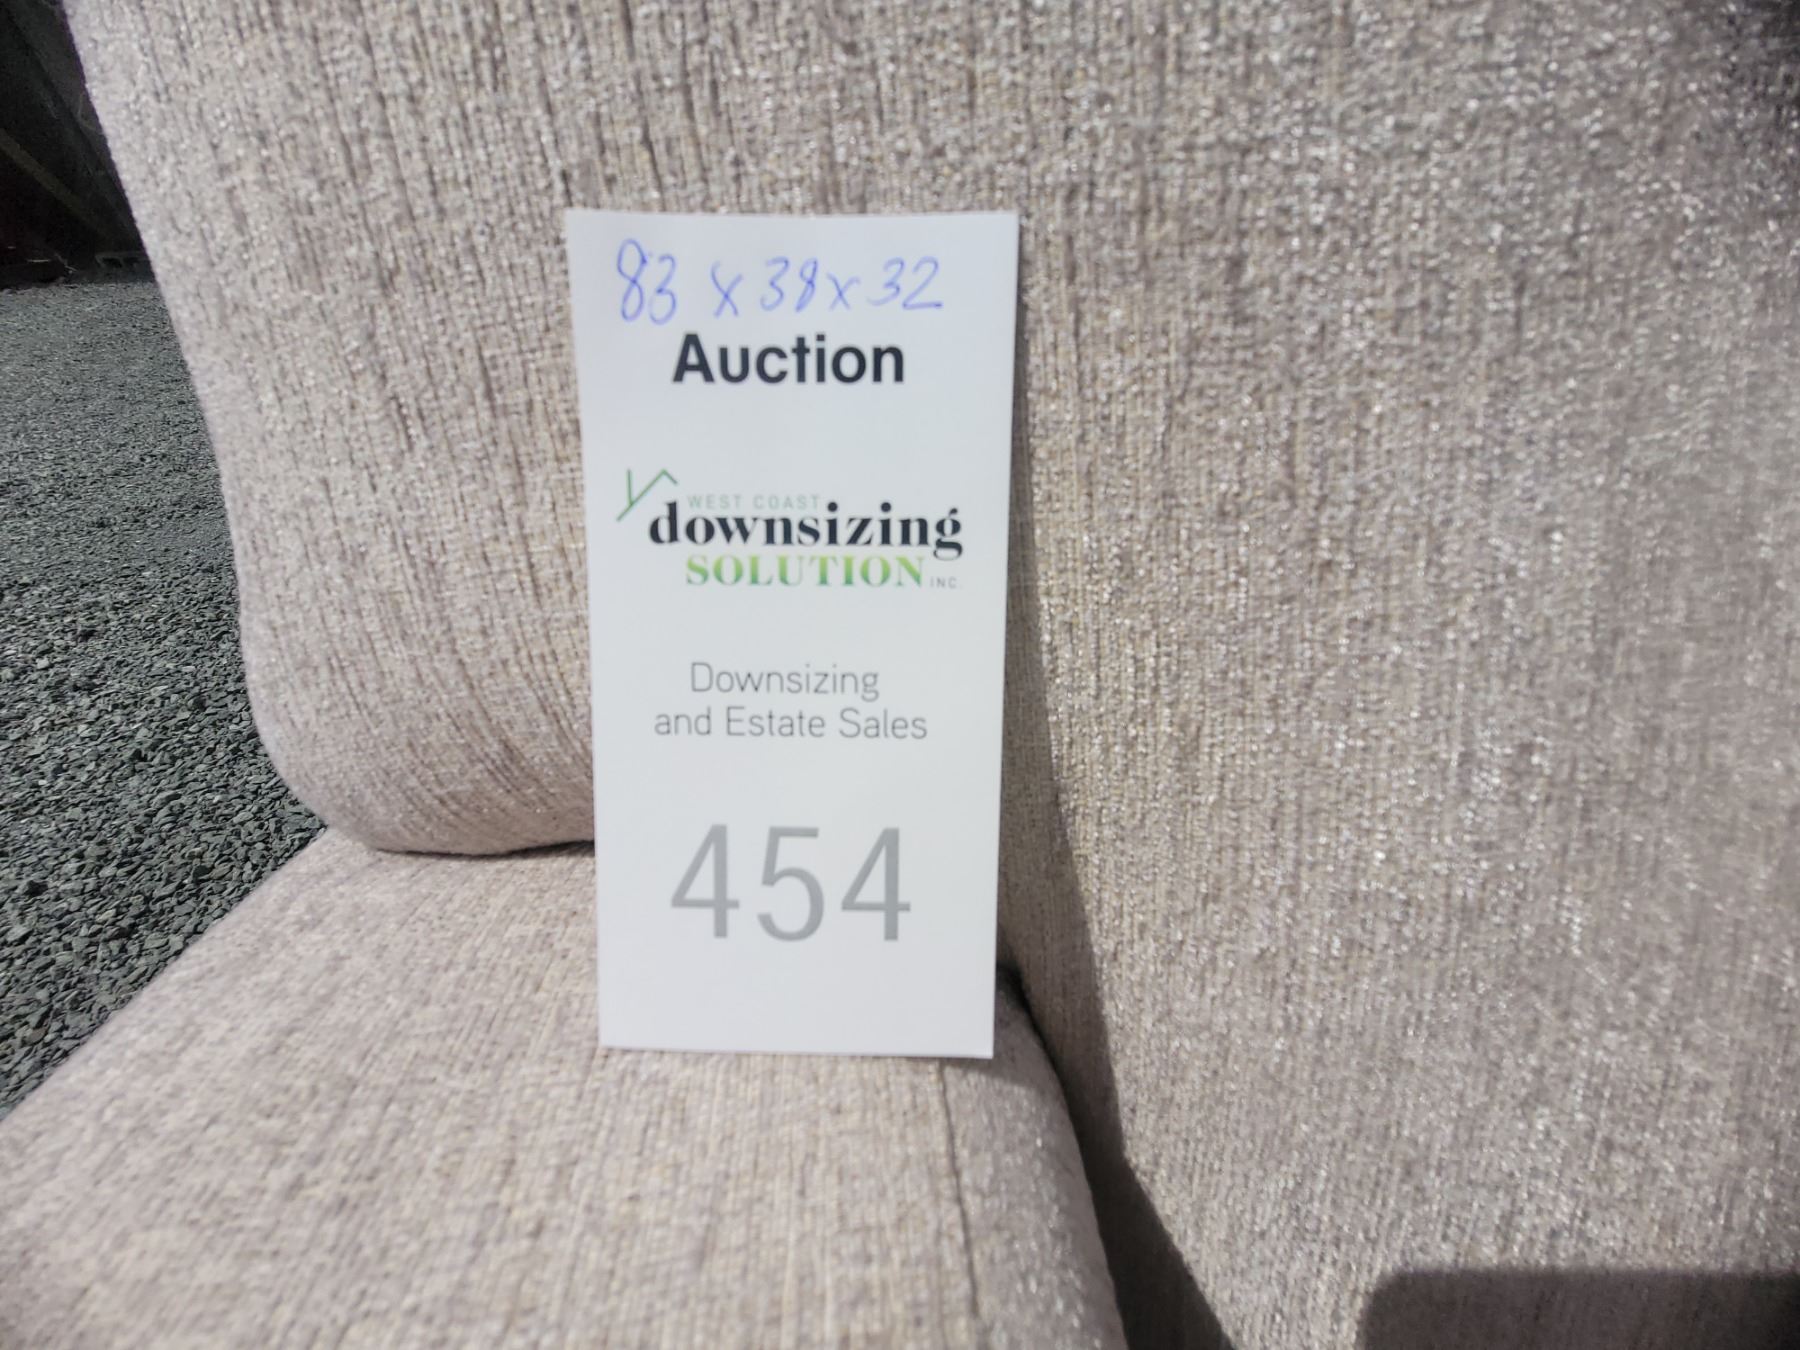 83 x 38 x 32
Auction
WEST COAST
downsizing
SOLUTION INC.
Downsizing
and Estate Sales
454